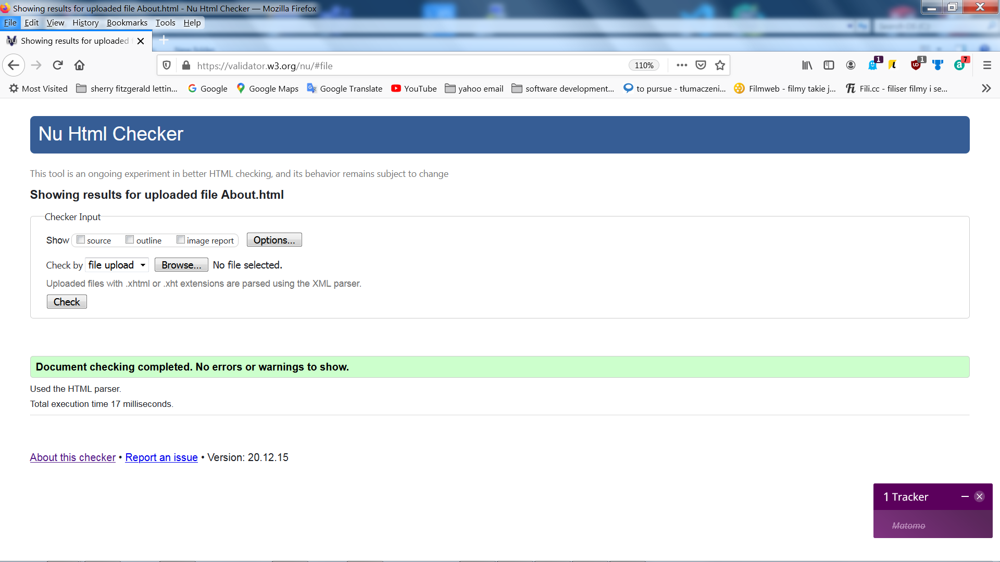 Showing results for uploaded file About.html - Nu Html Checker — Mozilla Firefox
File Edit View History Bookmarks Tools Help
Showing results for uploaded
https://validator.w3.org/nu/#file 110% 1 1 7
Most Visited sherry fitzgerald lettin... Google Google Maps Google Translate YouTube yahoo email software development... to pursue - tłumaczeni... Filmweb - filmy takie j... Fili.cc - filiser filmy i se...
Nu Html Checker
This tool is an ongoing experiment in better HTML checking, and its behavior remains subject to change
Showing results for uploaded file About.html
Checker Input
Show source outline image report Options...
Check by file upload Browse... No file selected.
Uploaded files with .xhtml or .xht extensions are parsed using the XML parser.
Check
Document checking completed. No errors or warnings to show.
Used the HTML parser.
Total execution time 17 milliseconds.
About this checker • Report an issue • Version: 20.12.15
1 Tracker
Matomo